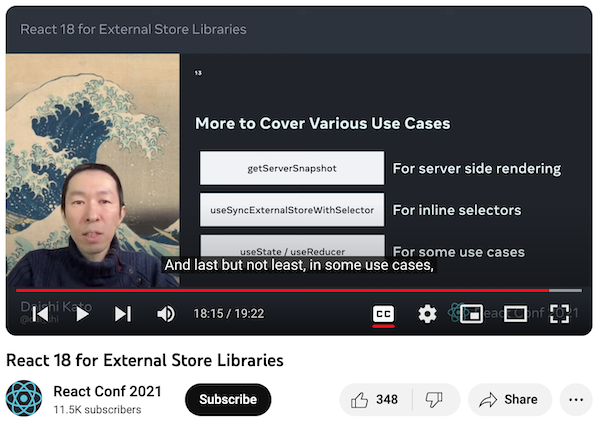 React 18 for External Store Libraries
13
More to Cover Various Use Cases
getServerSnapshot
For server side rendering
useSyncExternalStoreWithSelector
For inline selectors
useState / useReducer
For some use cases
And last but not least, in some use cases,
Daishi Kato
React Conf 2021
18:15 / 19:22
CC
React 18 for External Store Libraries
React Conf 2021
11.5K subscribers
Subscribe
348
Share